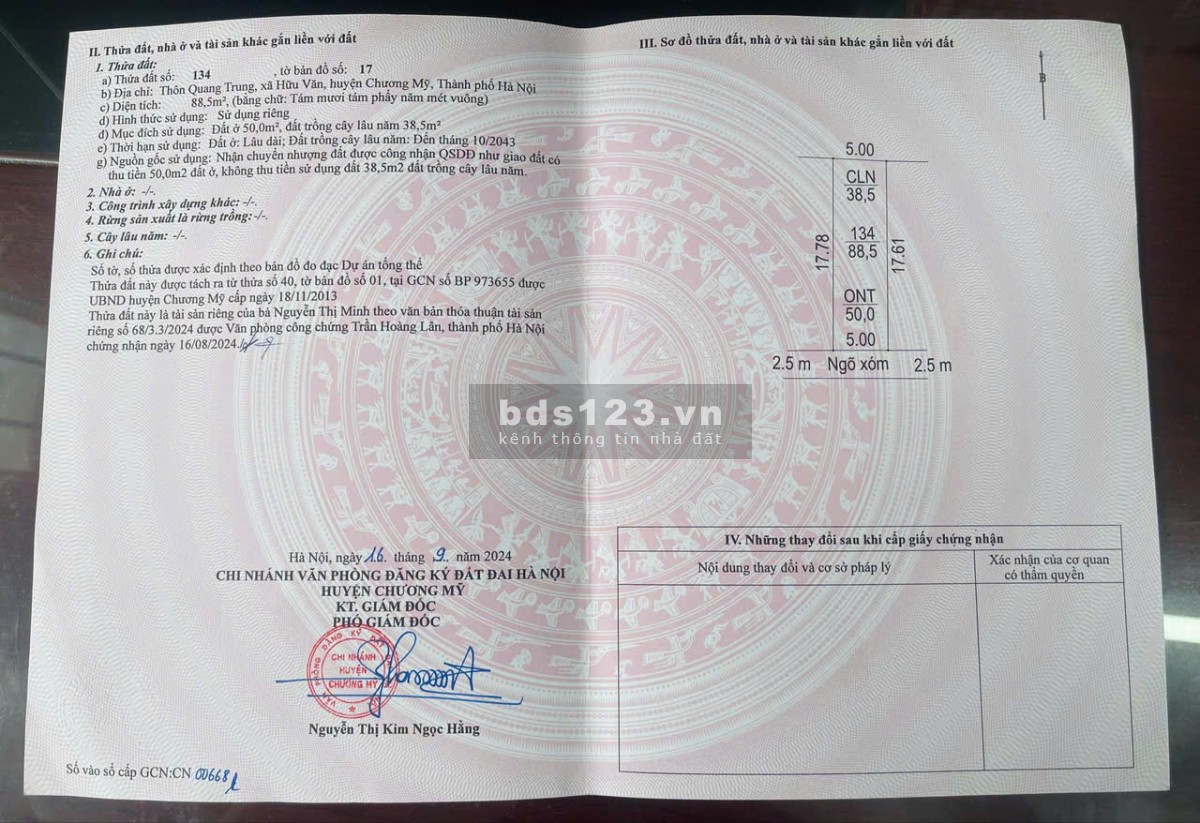 II. Thửa đất, nhà ở và tài sản khác gắn liền với đất
1. Thửa đất:
a) Thửa đất số: 134 , tờ bản đồ số: 17
b) Địa chỉ: Thôn Quang Trung, xã Hữu Văn, huyện Chương Mỹ, Thành phố Hà Nội
c) Diện tích: 88,5m², (bằng chữ: Tám mươi tám phẩy năm mét vuông)
d) Hình thức sử dụng: Sử dụng riêng
đ) Mục đích sử dụng: Đất ở 50,0m², đất trồng cây lâu năm 38,5m²
e) Thời hạn sử dụng: Đất ở: Lâu dài; Đất trồng cây lâu năm: Đến tháng 10/2043
g) Nguồn gốc sử dụng: Nhận chuyển nhượng đất được công nhận QSDĐ như giao đất có
thu tiền 50,0m2 đất ở, không thu tiền sử dụng đất 38,5m2 đất trồng cây lâu năm.
2. Nhà ở: -/-.
3. Công trình xây dựng khác: -/-.
4. Rừng sản xuất là rừng trồng:-/-.
5. Cây lâu năm: -/-.
6. Ghi chú:
Số tờ, số thửa được xác định theo bản đồ đo đạc Dự án tổng thể
Thửa đất này được tách ra từ thửa số 40, tờ bản đồ số 01, tại GCN số BP 973655 được
UBND huyện Chương Mỹ cấp ngày 18/11/2013
Thửa đất này là tài sản riêng của bà Nguyễn Thị Minh theo văn bản thỏa thuận tài sản
riêng số 68/3.3/2024 được Văn phòng công chứng Trần Hoàng Lân, thành phố Hà Nội
chứng nhận ngày 16/08/2024.
Hà Nội, ngày 16 tháng 9. năm 2024
CHI NHÁNH VĂN PHÒNG ĐĂNG KÝ ĐẤT ĐAI HÀ NỘI
HUYỆN CHƯƠNG MỸ
KT. GIÁM ĐỐC
PHÓ GIÁM ĐỐC
VĂN PHÒNG ĐĂNG KÝ ĐẤT
CHI NHÁNH
HUYỆN
CHƯƠNG MỸ
Nguyễn Thị Kim Ngọc Hằng
Số vào sổ cấp GCN:CN 00668
III. Sơ đồ thửa đất, nhà ở và tài sản khác gắn liền với đất
B
5.00
CLN
38,5
17.78
134
88,5
17.61
ONT
50,0
5.00
2.5 m Ngõ xóm 2.5 m
bds123.vn
kênh thông tin nhà đất
IV. Những thay đổi sau khi cấp giấy chứng nhận
Nội dung thay đổi và cơ sở pháp lý
Xác nhận của cơ quan
có thẩm quyền